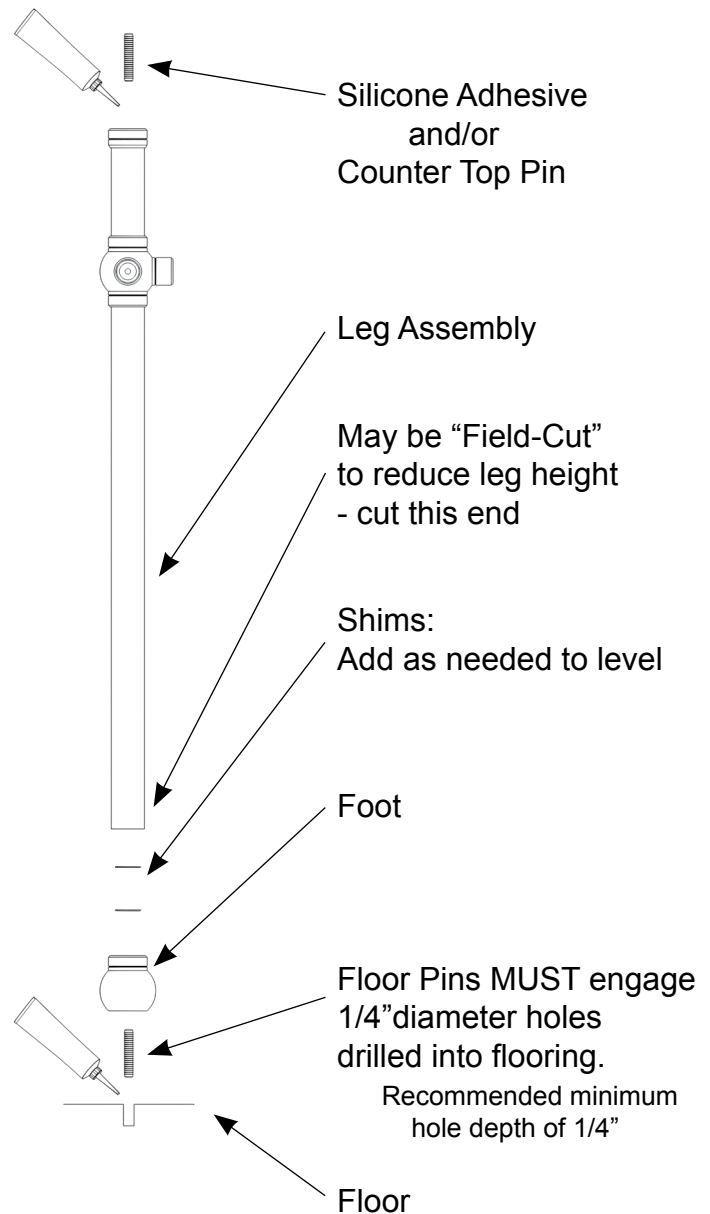 Silicone Adhesive
and/or
Counter Top Pin
Leg Assembly
May be “Field-Cut”
to reduce leg height
- cut this end
Shims:
Add as needed to level
Foot
Floor Pins MUST engage
1/4”diameter holes
drilled into flooring.
Recommended minimum
hole depth of 1/4”
Floor